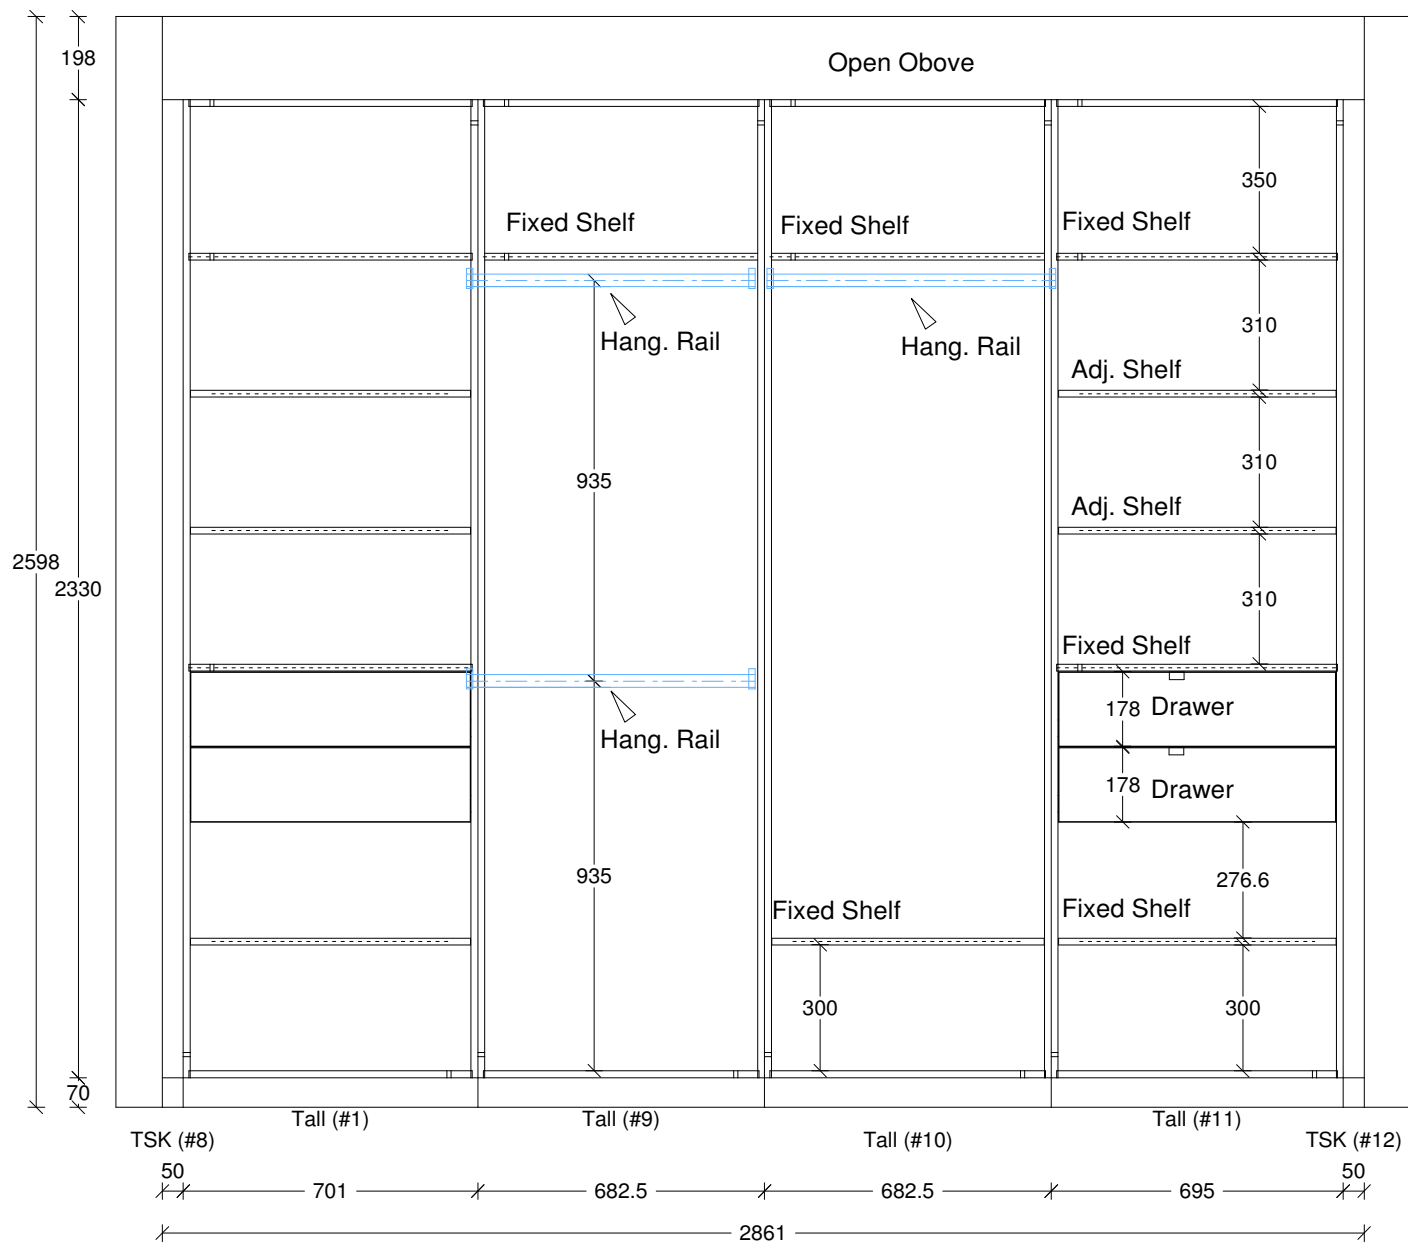 198
Open Obove
350
Fixed Shelf
Fixed Shelf
Fixed Shelf
310
Hang. Rail
Hang. Rail
Adj. Shelf
935
310
Adj. Shelf
2598
2330
310
Fixed Shelf
178 Drawer
Hang. Rail
178 Drawer
935
276.6
Fixed Shelf
Fixed Shelf
300
300
70
Tall (#1)
Tall (#9)
Tall (#11)
TSK (#8)
Tall (#10)
TSK (#12)
50
50
701
682.5
682.5
695
2861